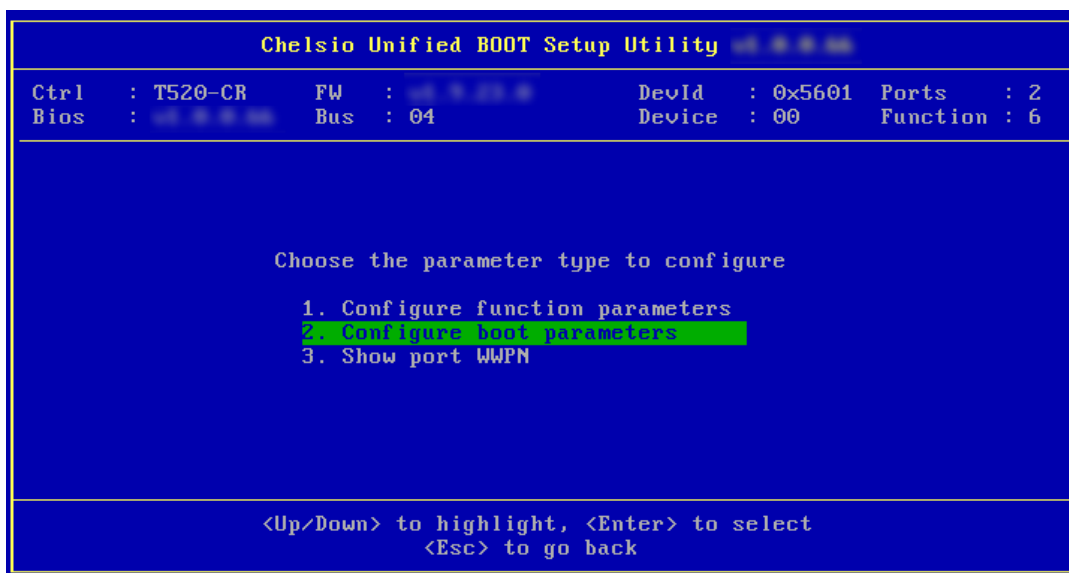 Chelsio Unified BOOT Setup Utility
Ctrl : T520-CR FW : DevId : 0x5601 Ports : 2
Bios : Bus : 04 Device : 00 Function : 6
Choose the parameter type to configure
1. Configure function parameters
2. Configure boot parameters
3. Show port WWPN
<Up/Down> to highlight, <Enter> to select
<Esc> to go back